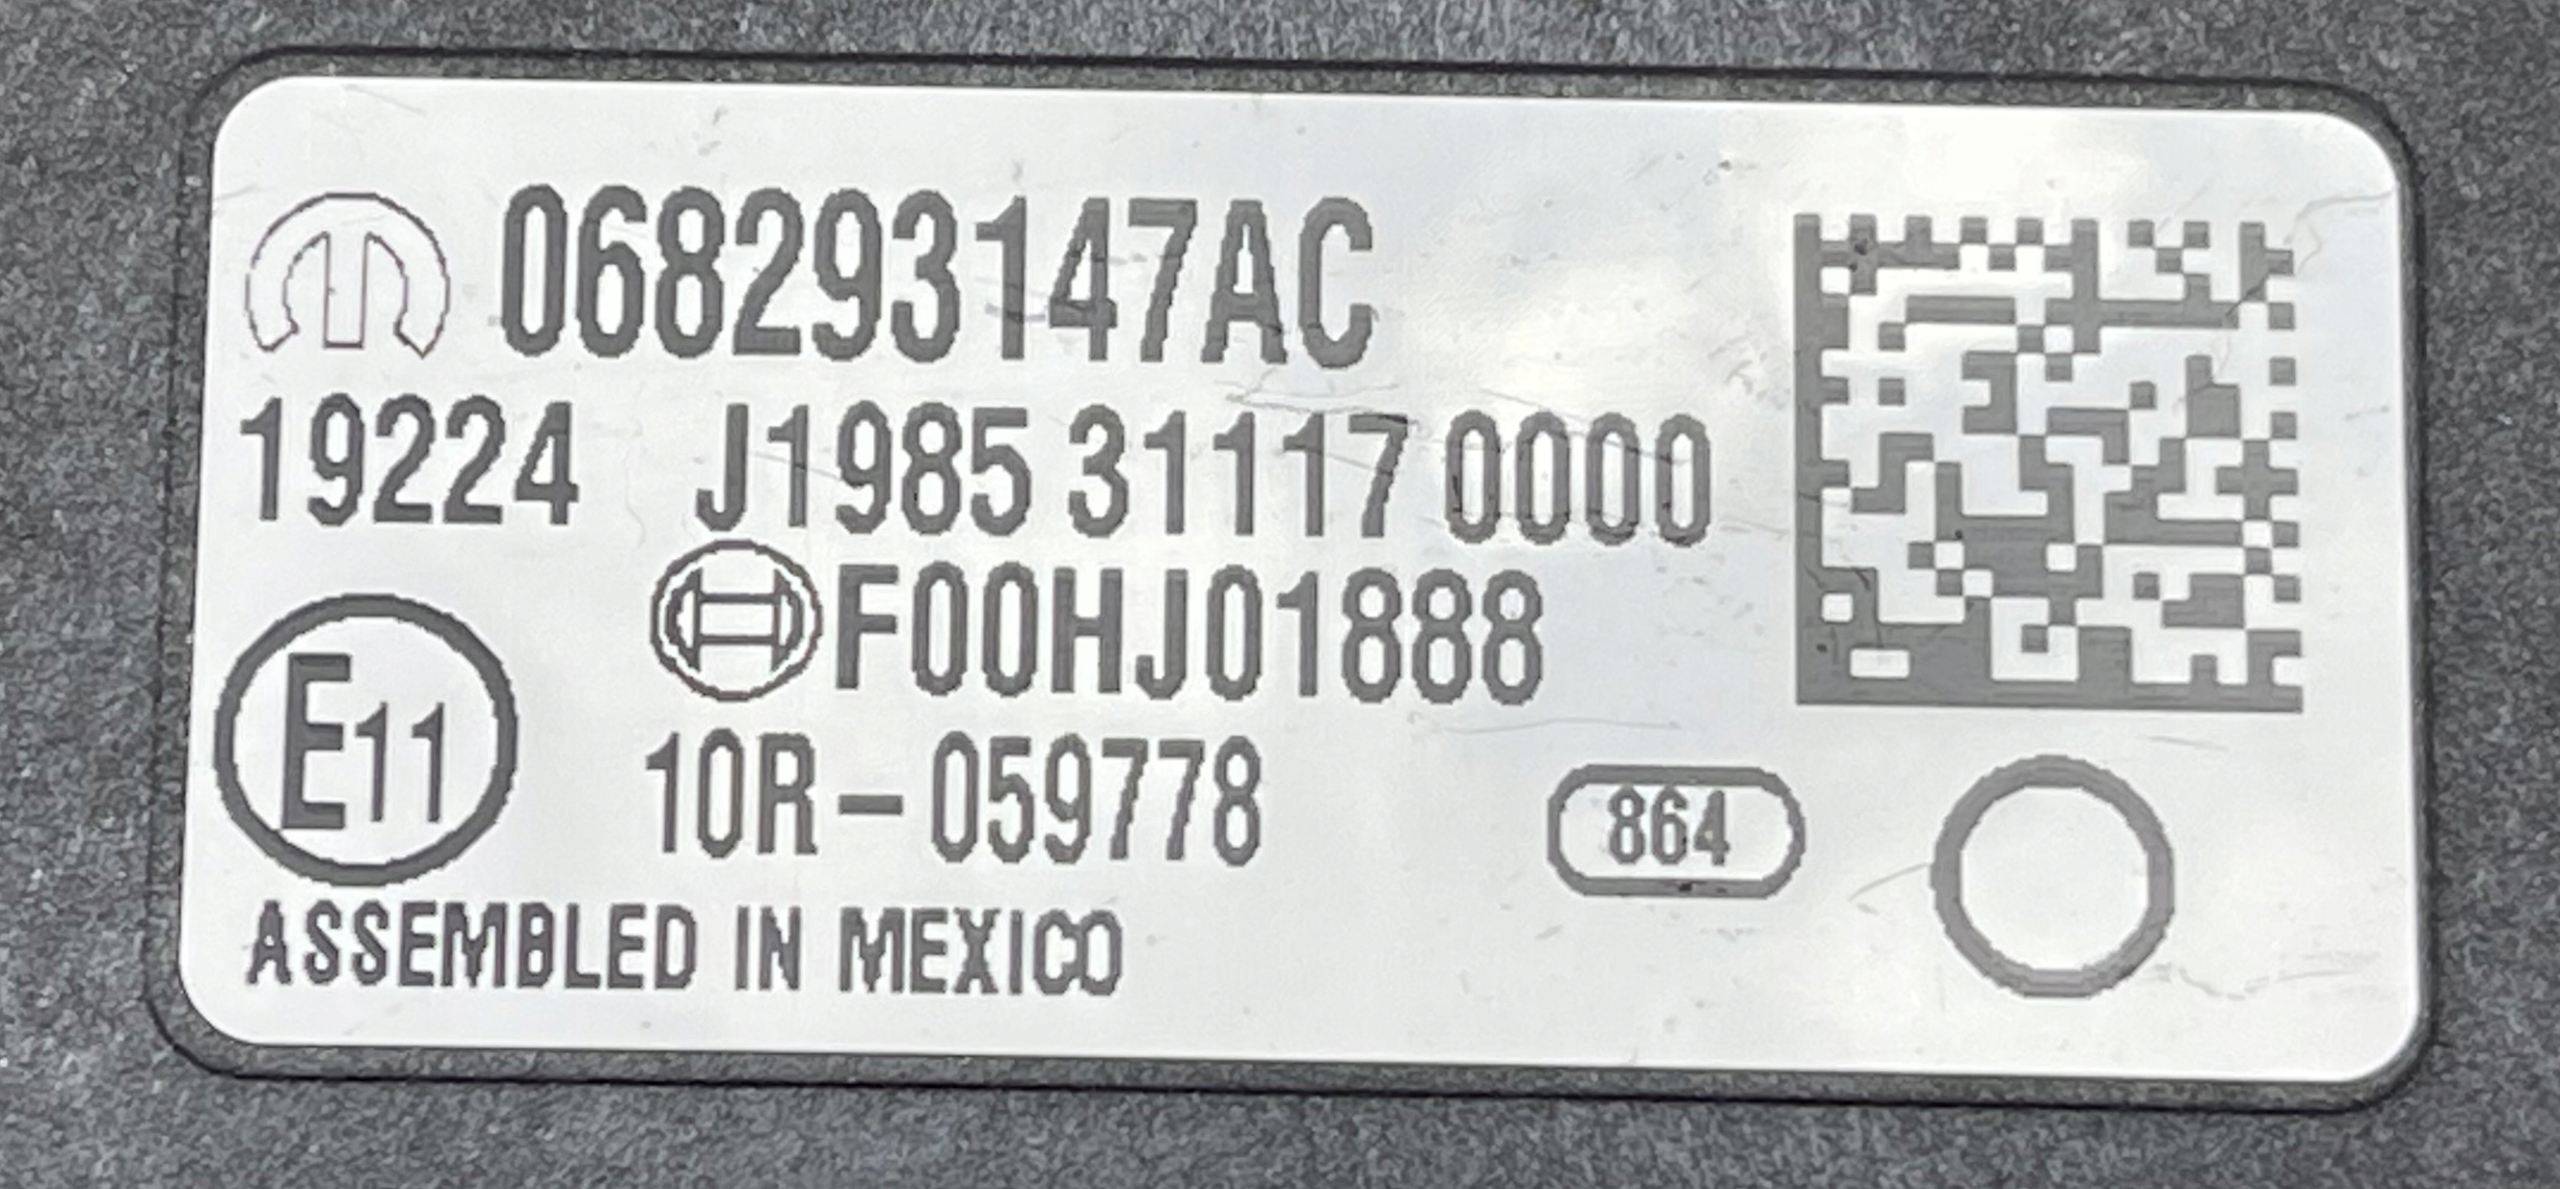 068293147AC
19224 J1985 31117 0000
F00HJ01888
E11
10R-059778
864
ASSEMBLED IN MEXICO